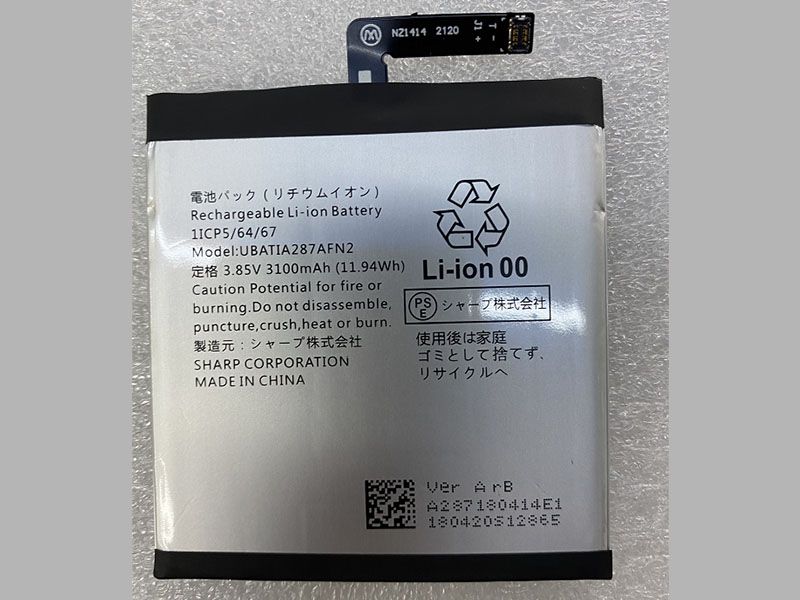 NZ1414 2120
J1 + T -
電池パック(リチウムイオン)
Rechargeable Li-ion Battery
1ICP5/64/67
Model:UBATIA287AFN2
定格 3.85V 3100mAh (11.94Wh)
Caution Potential for fire or
burning.Do not disassemble,
puncture,crush,heat or burn.
製造元:シャープ株式会社
SHARP CORPORATION
MADE IN CHINA
Li-ion 00
PSE シャープ株式会社
使用後は家庭
ゴミとして捨てず、
リサイクルへ
Ver ArB
A287180414E1
180420S12865